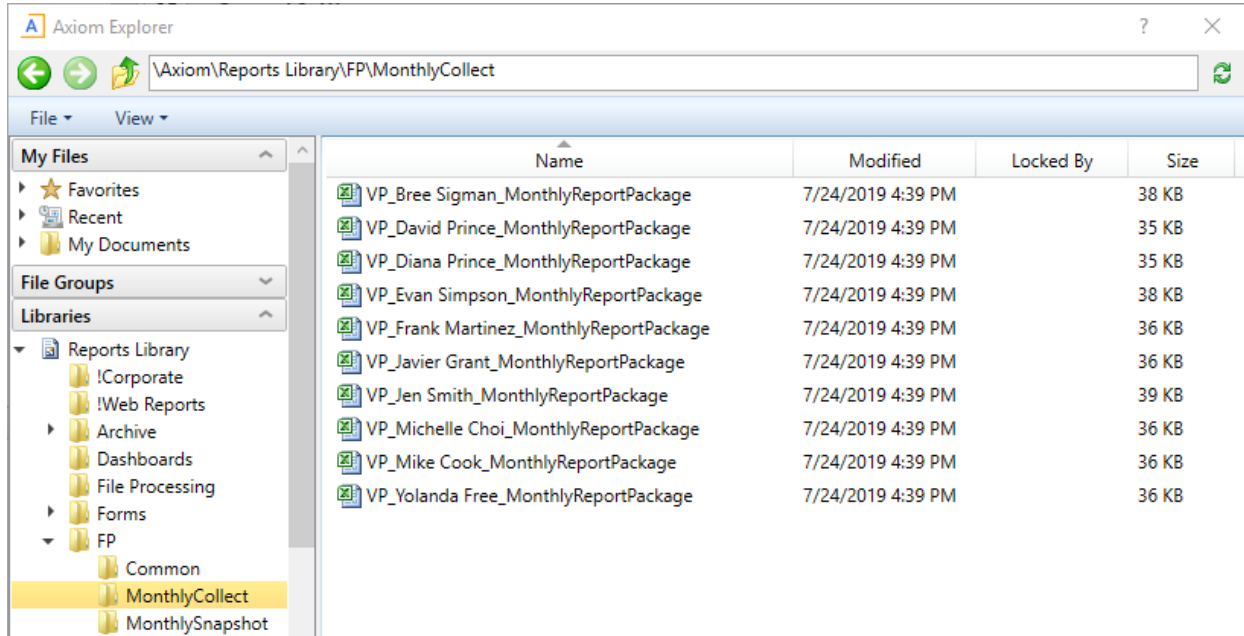 A Axiom Explorer ?
\Axiom\Reports Library\FP\MonthlyCollect
File View
My Files
Favorites
Recent
My Documents
File Groups
Libraries
Reports Library
!Corporate
!Web Reports
Archive
Dashboards
File Processing
Forms
FP
Common
MonthlyCollect
MonthlySnapshot
Name Modified Locked By Size
VP_Bree Sigman_MonthlyReportPackage 7/24/2019 4:39 PM 38 KB
VP_David Prince_MonthlyReportPackage 7/24/2019 4:39 PM 35 KB
VP_Diana Prince_MonthlyReportPackage 7/24/2019 4:39 PM 35 KB
VP_Evan Simpson_MonthlyReportPackage 7/24/2019 4:39 PM 38 KB
VP_Frank Martinez_MonthlyReportPackage 7/24/2019 4:39 PM 36 KB
VP_Javier Grant_MonthlyReportPackage 7/24/2019 4:39 PM 36 KB
VP_Jen Smith_MonthlyReportPackage 7/24/2019 4:39 PM 39 KB
VP_Michelle Choi_MonthlyReportPackage 7/24/2019 4:39 PM 36 KB
VP_Mike Cook_MonthlyReportPackage 7/24/2019 4:39 PM 36 KB
VP_Yolanda Free_MonthlyReportPackage 7/24/2019 4:39 PM 36 KB